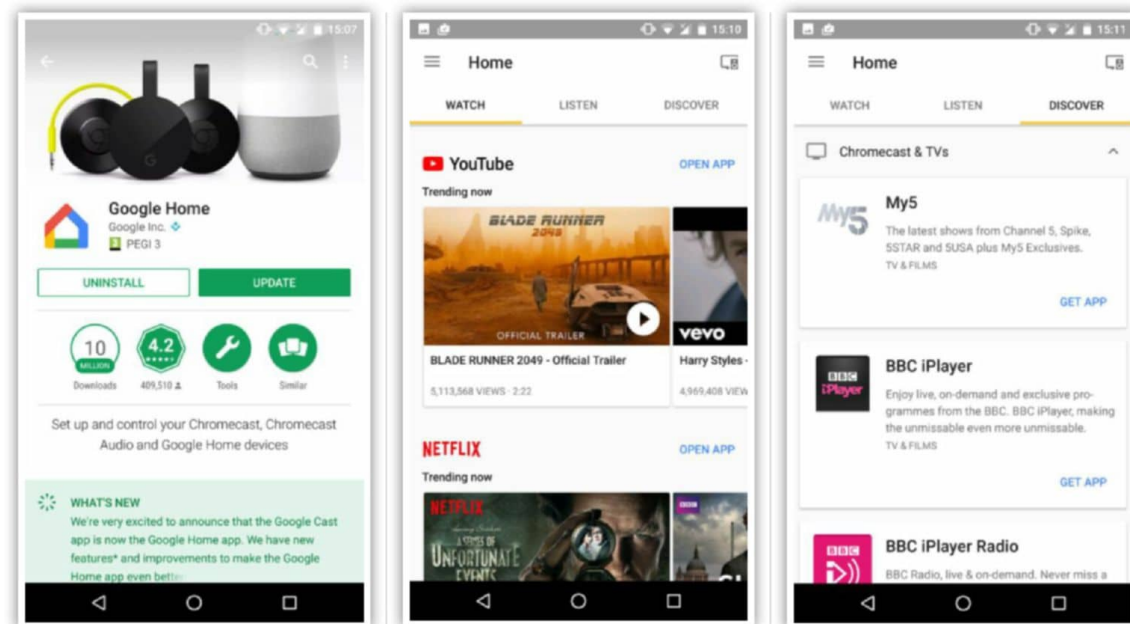 15:07
G
Google Home
Google Inc.
PEGI 3
UNINSTALL
UPDATE
10
MILLION
4.2
Downloads
409,510
Tools
Similar
Set up and control your Chromecast, Chromecast
Audio and Google Home devices
WHAT'S NEW
We're very excited to announce that the Google Cast
app is now the Google Home app. We have new
features* and improvements to make the Google
Home app even better
15:10
Home
WATCH
LISTEN
DISCOVER
YouTube
OPEN APP
Trending now
BLADE RUNNER
2049
OFFICIAL TRAILER
vevo
BLADE RUNNER 2049 - Official Trailer
Harry Styles -
5,113,568 VIEWS · 2:22
4,969,408 VIEW
NETFLIX
OPEN APP
Trending now
NETFLIX
A SERIES OF
UNFORTUNATE
EVENTS
BBC
15:11
Home
WATCH
LISTEN
DISCOVER
Chromecast & TVs
My5
My5
The latest shows from Channel 5, Spike,
5STAR and 5USA plus My5 Exclusives.
TV & FILMS
GET APP
BBC
iPlayer
BBC iPlayer
Enjoy live, on-demand and exclusive pro-
grammes from the BBC. BBC iPlayer, making
the unmissable even more unmissable.
TV & FILMS
GET APP
BBC
BBC iPlayer Radio
BBC Radio, live & on-demand. Never miss a